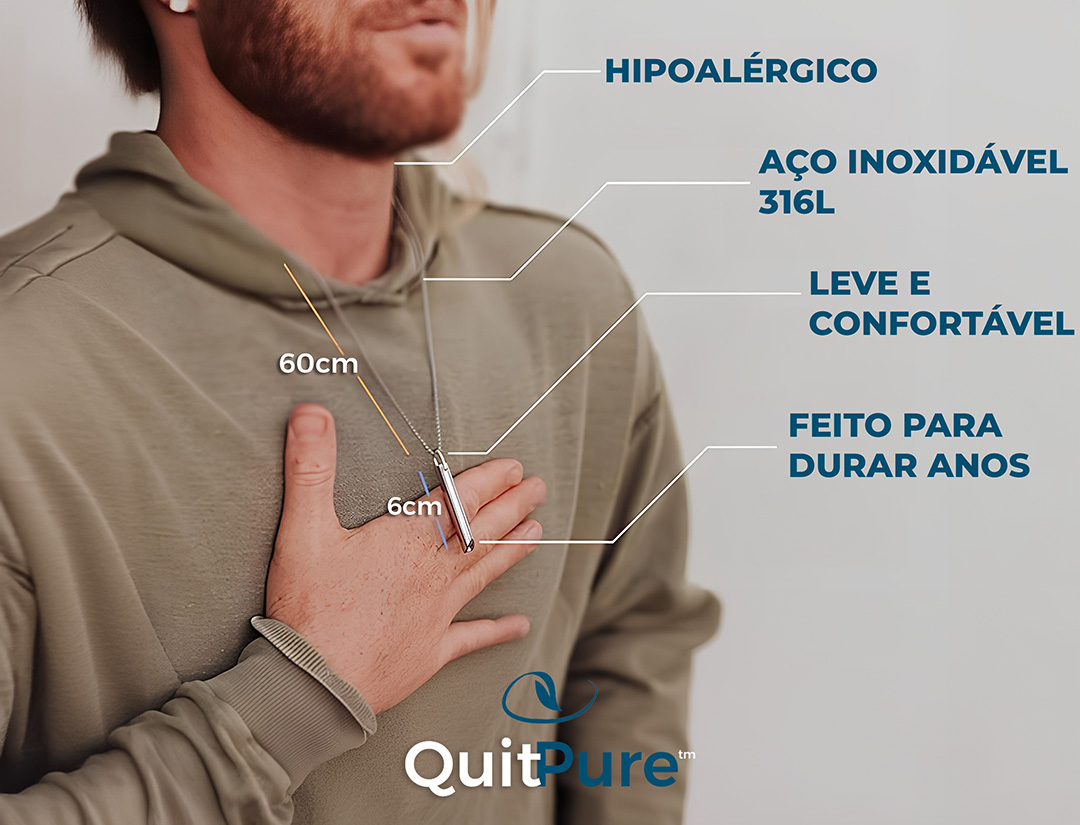 HIPOALÉRGICO
AÇO INOXIDÁVEL
316L
LEVE E
CONFORTÁVEL
60cm
FEITO PARA
DURAR ANOS
6cm
QuitPure™